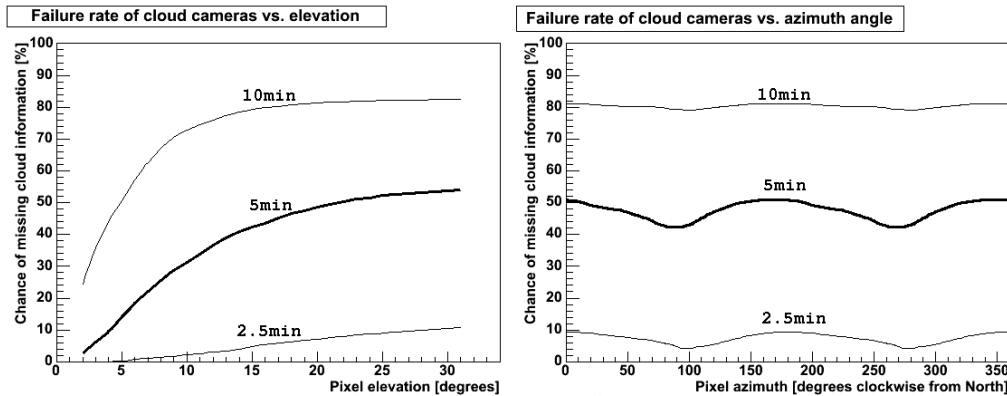 Failure rate of cloud cameras vs. elevation
Chance of missing cloud information [%]
100
90
80
70
60
50
40
30
20
10
0
10min
5min
2.5min
0 5 10 15 20 25 30
Pixel elevation [degrees]
Failure rate of cloud cameras vs. azimuth angle
Chance of missing cloud information [%]
100
90
80
70
60
50
40
30
20
10
0
10min
5min
2.5min
0 50 100 150 200 250 300 350
Pixel azimuth [degrees clockwise from North]